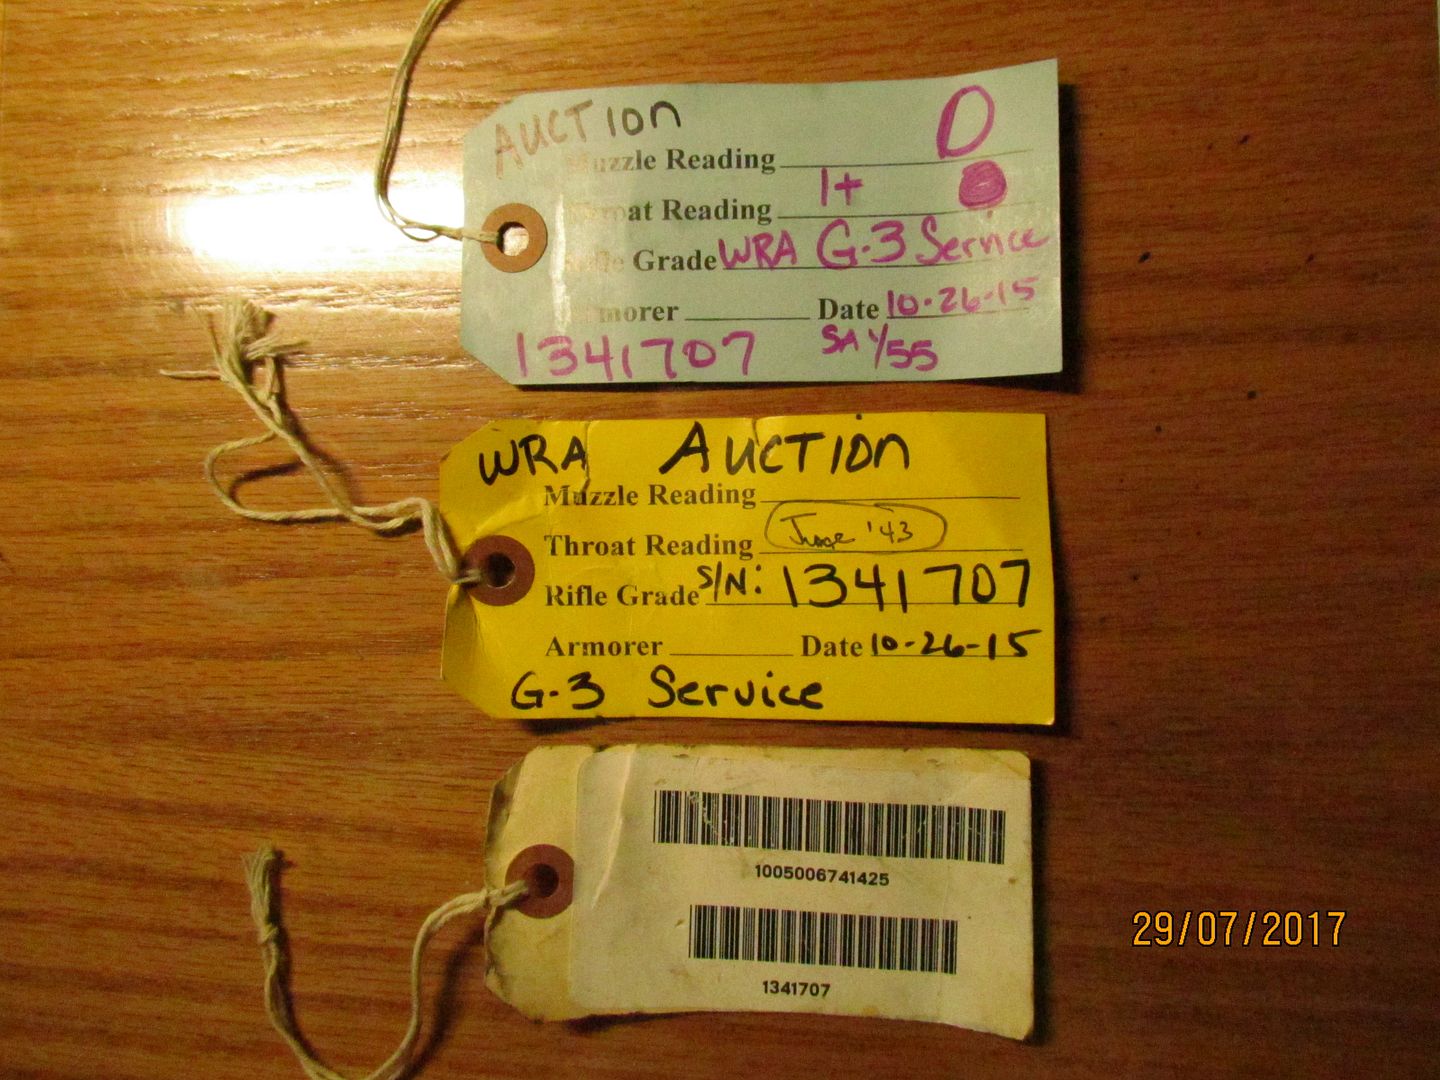 AUCTION
Muzzle Reading 0
Throat Reading 1+
Rifle Grade WRA G-3 Service
Armorer Date 10-26-15
1341707 SA 1/55
WRA AUCTION
Muzzle Reading
Throat Reading June '43
Rifle Grade S/N: 1341707
Armorer Date 10-26-15
G-3 Service
1005006741425
1341707
29/07/2017